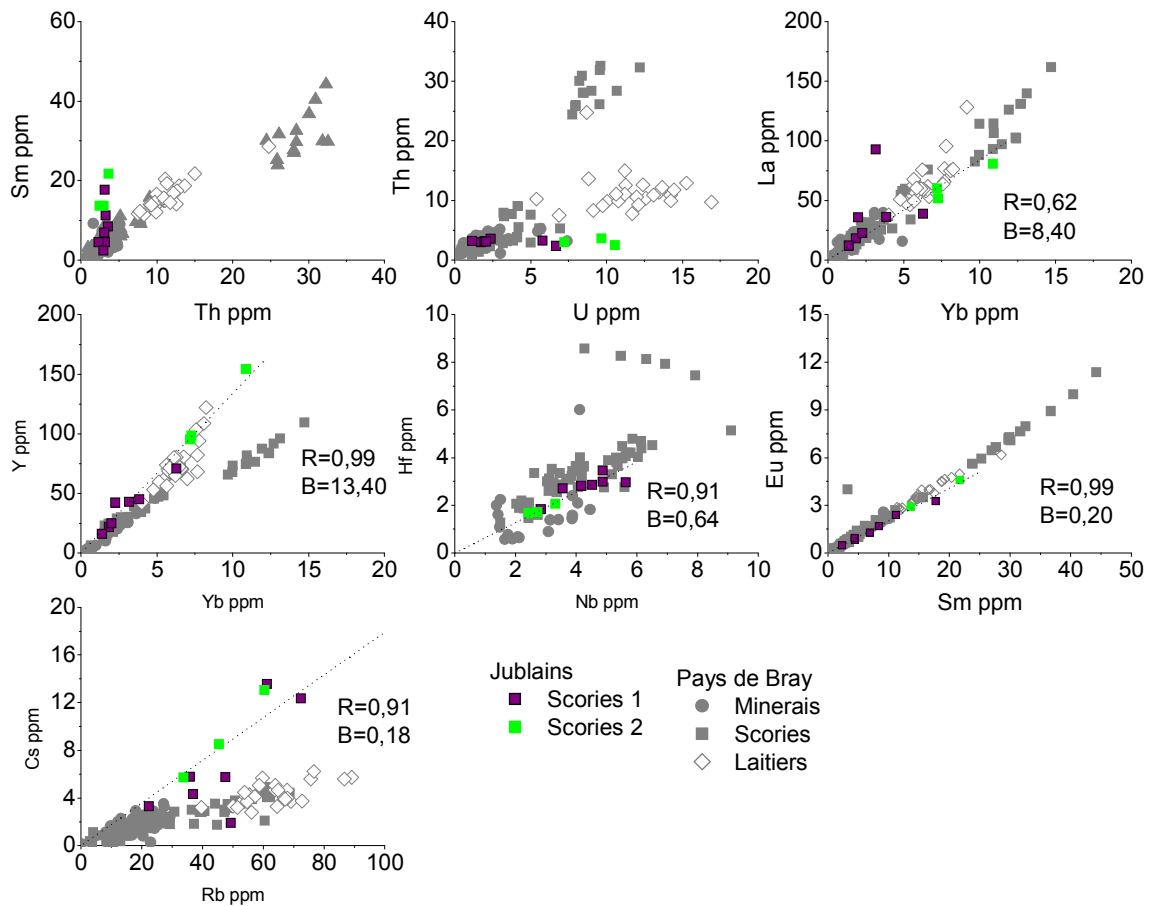 60
40
20
0
0 10 20 30 40
Sm ppm
Th ppm
40
30
20
10
0
0 5 10 15 20
Th ppm
U ppm
200
150
100
50
0
0 5 10 15 20
La ppm
Yb ppm
R=0,62
B=8,40
200
150
100
50
0
0 5 10 15 20
Y ppm
Yb ppm
R=0,99
B=13,40
10
8
6
4
2
0
0 2 4 6 8 10
Hf ppm
Nb ppm
R=0,91
B=0,64
15
12
9
6
3
0
0 10 20 30 40 50
Eu ppm
Sm ppm
R=0,99
B=0,20
20
16
12
8
4
0
0 20 40 60 80 100
Cs ppm
Rb ppm
R=0,91
B=0,18
Jublains
Scories 1
Scories 2
Pays de Bray
Minerais
Scories
Laitiers